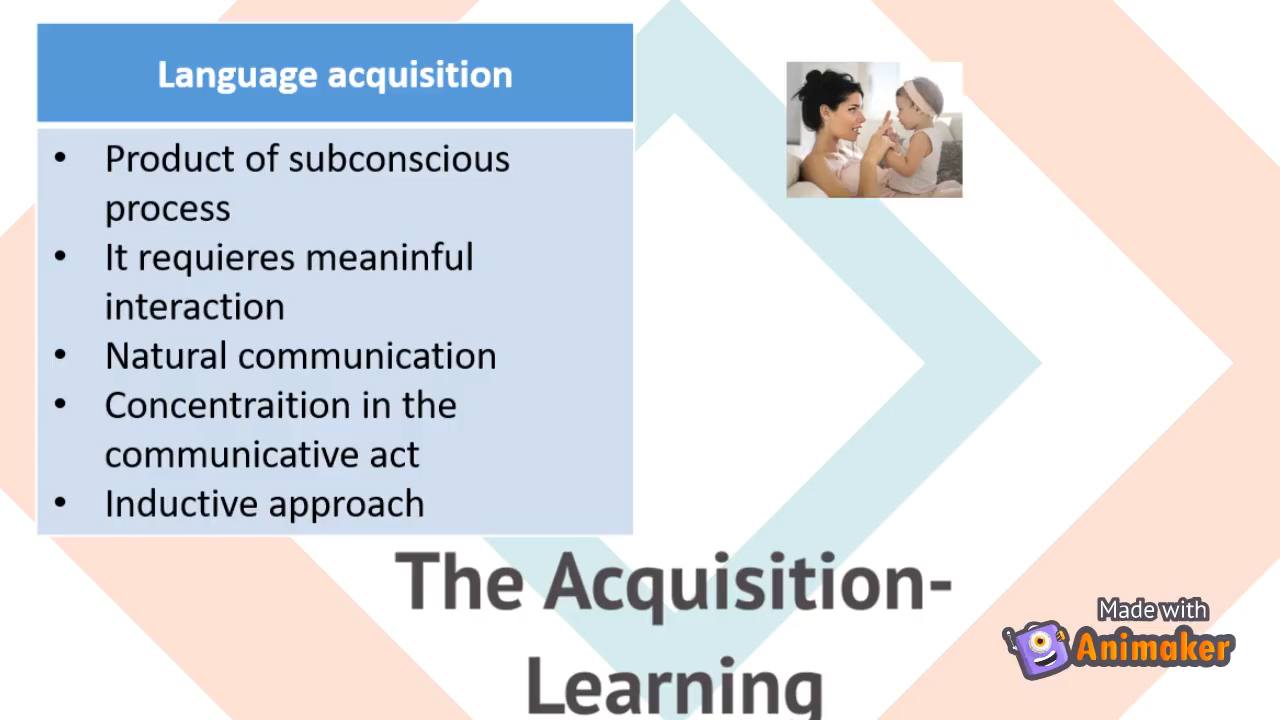 Language acquisition
• Product of subconscious
process
• It requieres meaninful
interaction
• Natural communication
• Concentraition in the
communicative act
• Inductive approach
The Acquisition-
Learning
Made with
Animaker